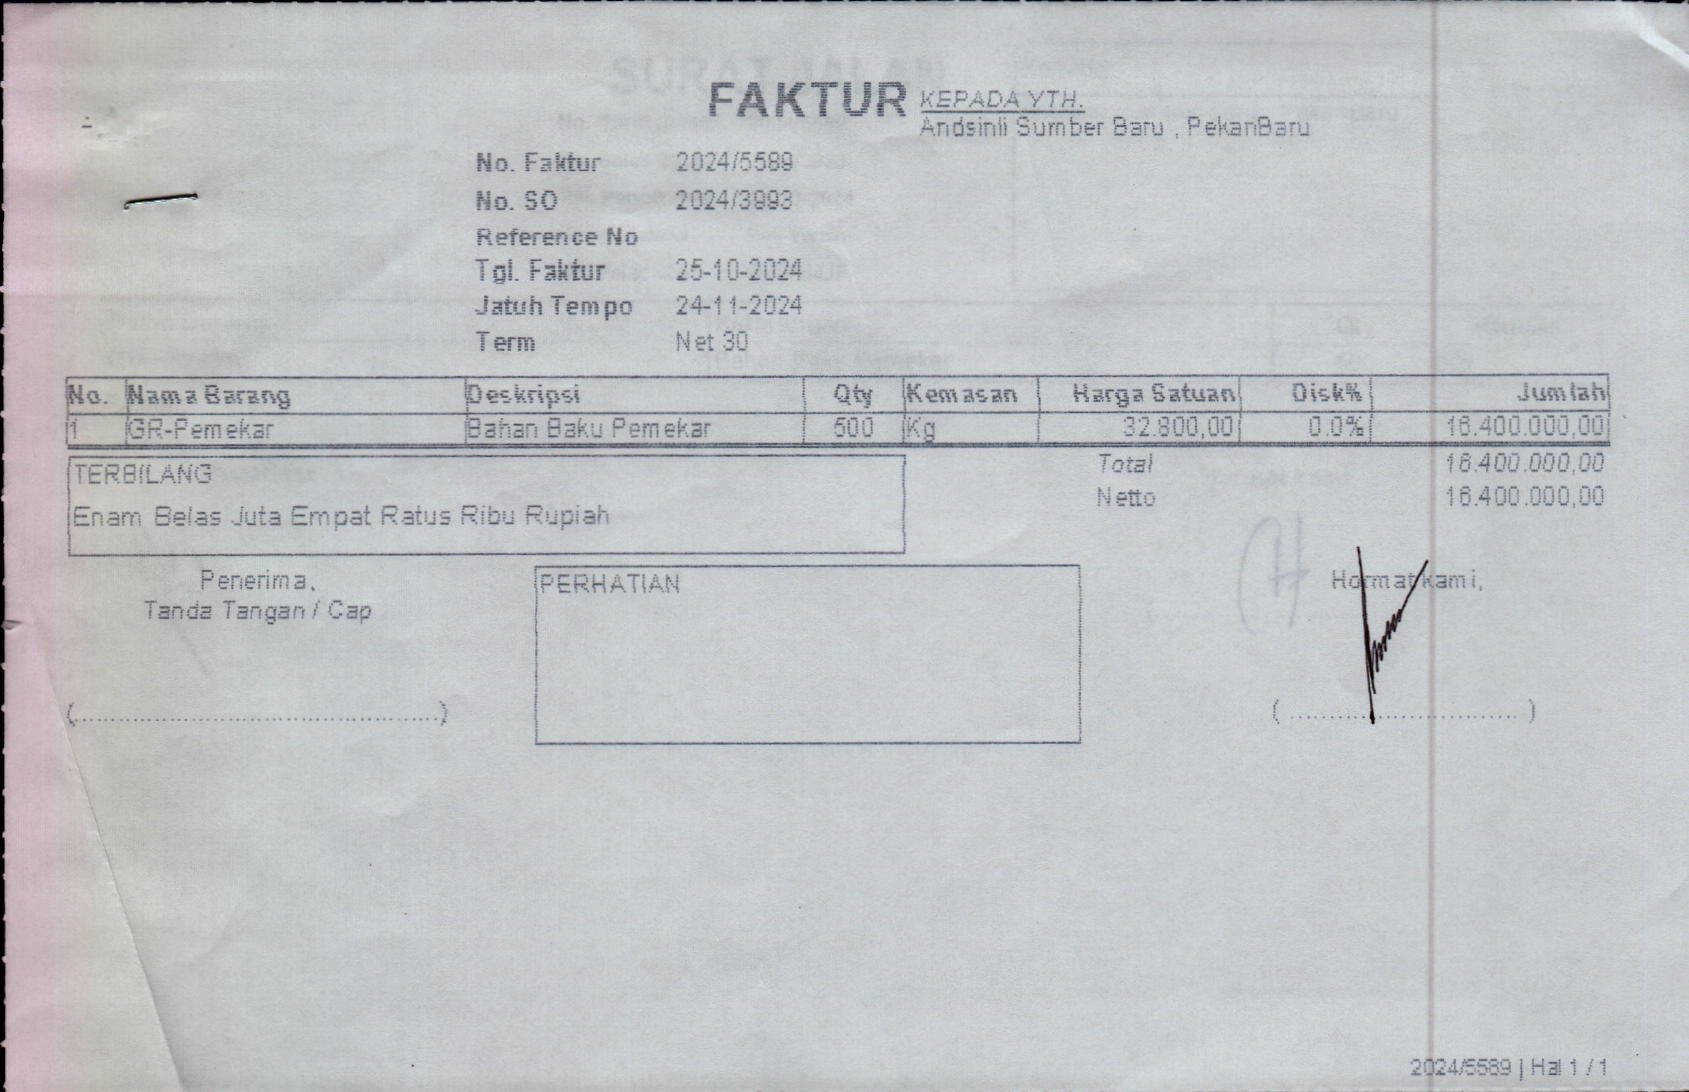 FAKTUR
KEPADA YTH.
Andsinli Sumber Baru , PekanBaru
No. Faktur 2024/5589
No. SO 2024/3993
Reference No
Tgl. Faktur 25-10-2024
Jatuh Tempo 24-11-2024
Term Net 30
No. Nama Barang Deskripsi Qty Kemasan Harga Satuan Disk% Jumlah
1 GR-Pemekar Bahan Baku Pemekar 500 Kg 32.800,00 0.0% 16.400.000,00
TERBILANG Total 16.400.000,00
Enam Belas Juta Empat Ratus Ribu Rupiah Netto 16.400.000,00
Penerima, PERHATIAN Hormat kami,
Tanda Tangan / Cap
(..............................................) ( .............................. )
2024/5589 | Hal 1 / 1